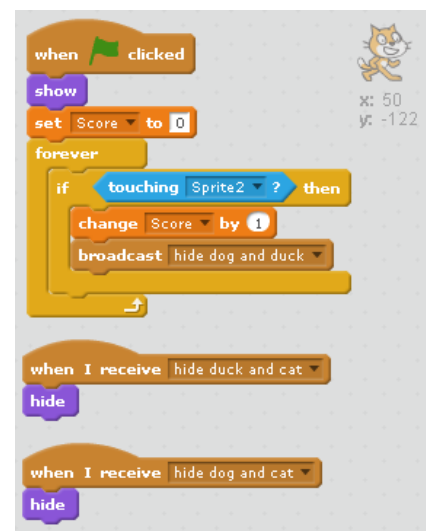 when clicked
show
x: 50
set Score to 0
y: -122
forever
if touching Sprite2 ? then
change Score by 1
broadcast hide dog and duck
when I receive hide duck and cat
hide
when I receive hide dog and cat
hide